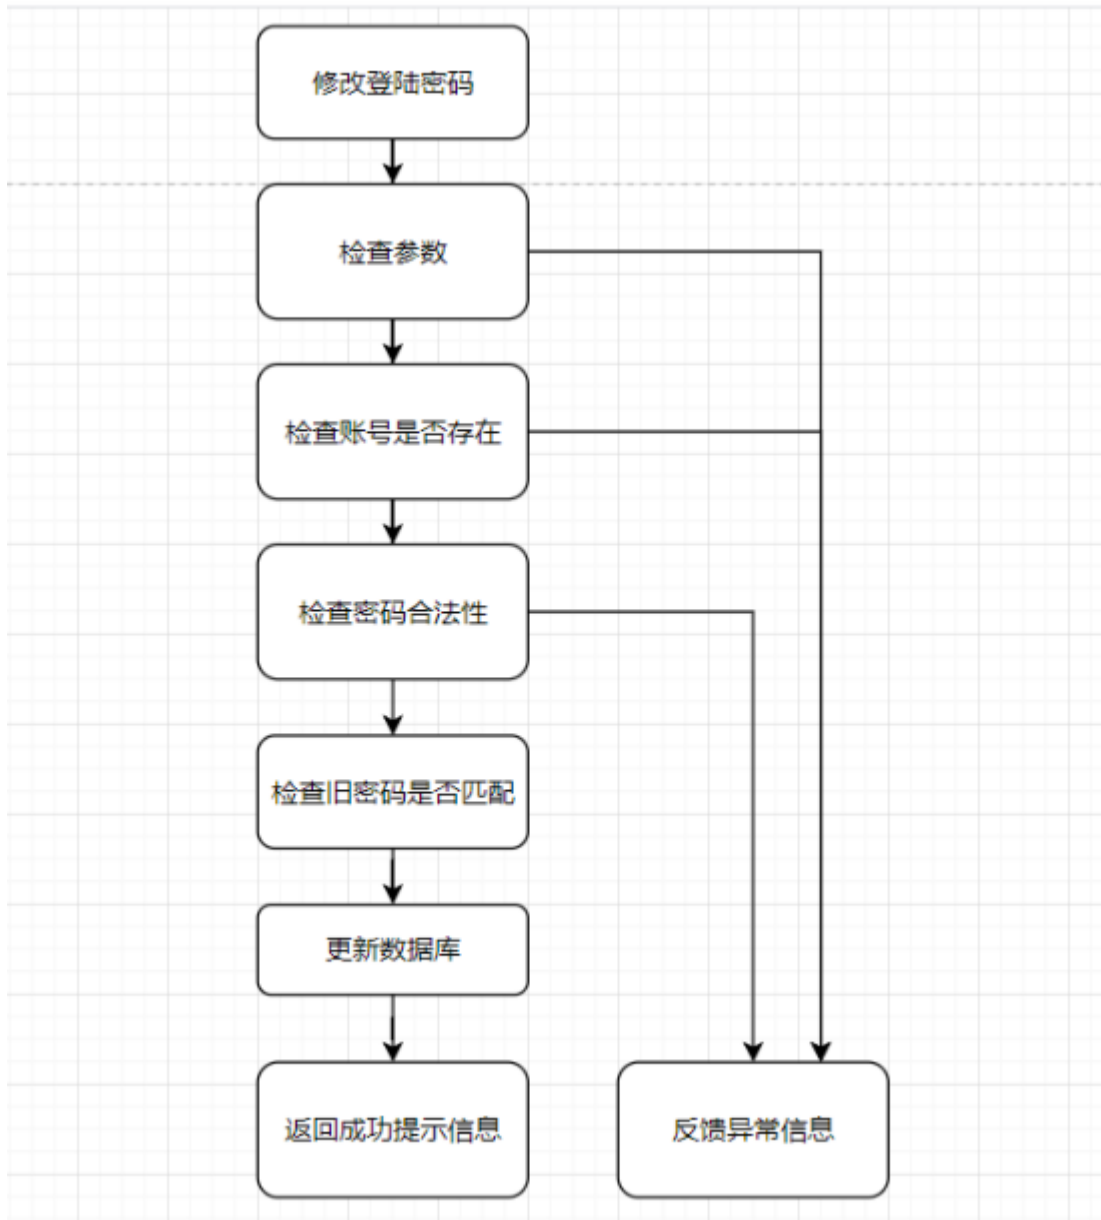 修改登陆密码
检查参数
检查账号是否存在
检查密码合法性
检查旧密码是否匹配
更新数据库
返回成功提示信息
反馈异常信息